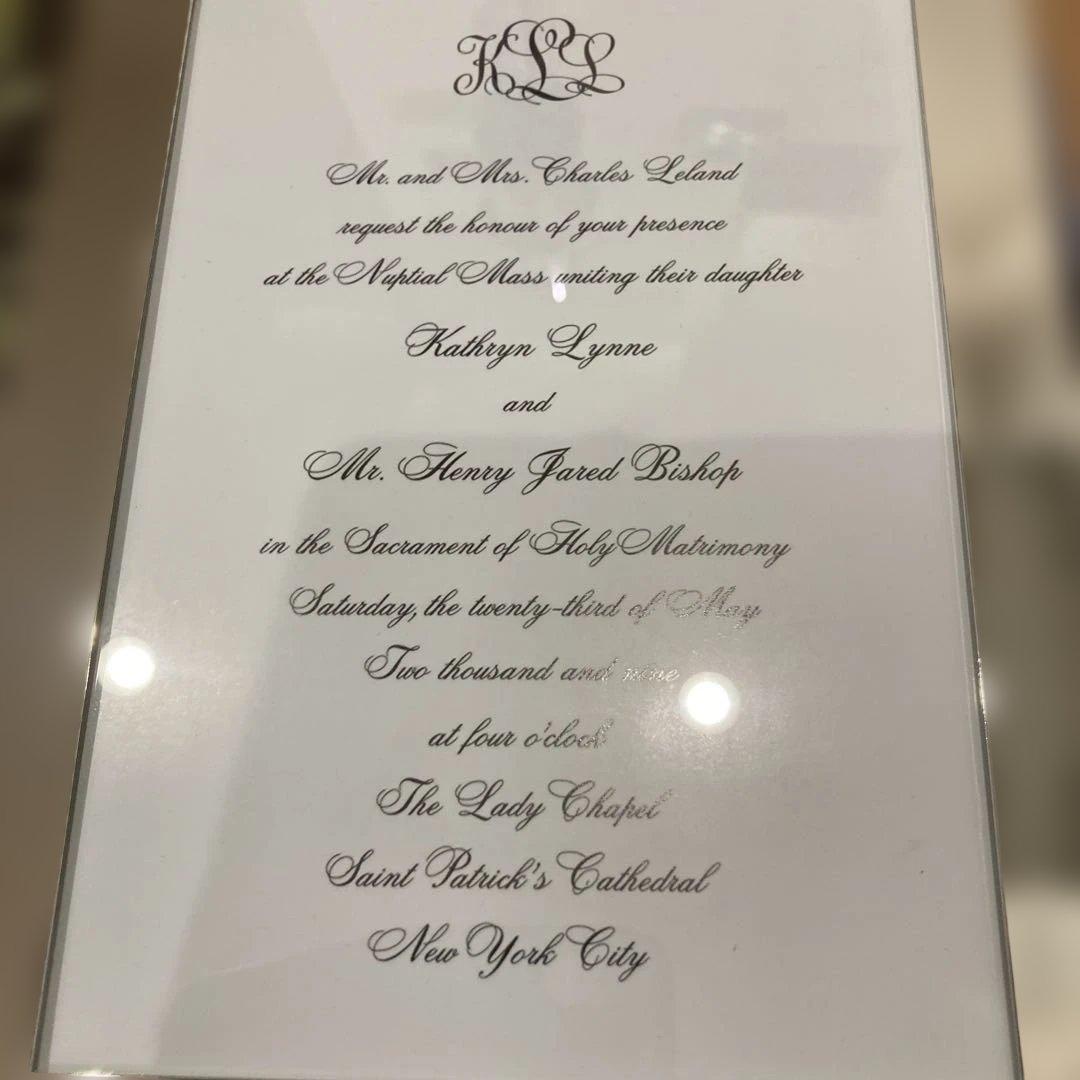 KLL
Mr. and Mrs. Charles Leland
request the honour of your presence
at the Nuptial Mass uniting their daughter
Kathryn Lynne
and
Mr. Henry Jared Bishop
in the Sacrament of Holy Matrimony
Saturday, the twenty-third of May
Two thousand and nine
at four o'clock
The Lady Chapel
Saint Patrick's Cathedral
New York City